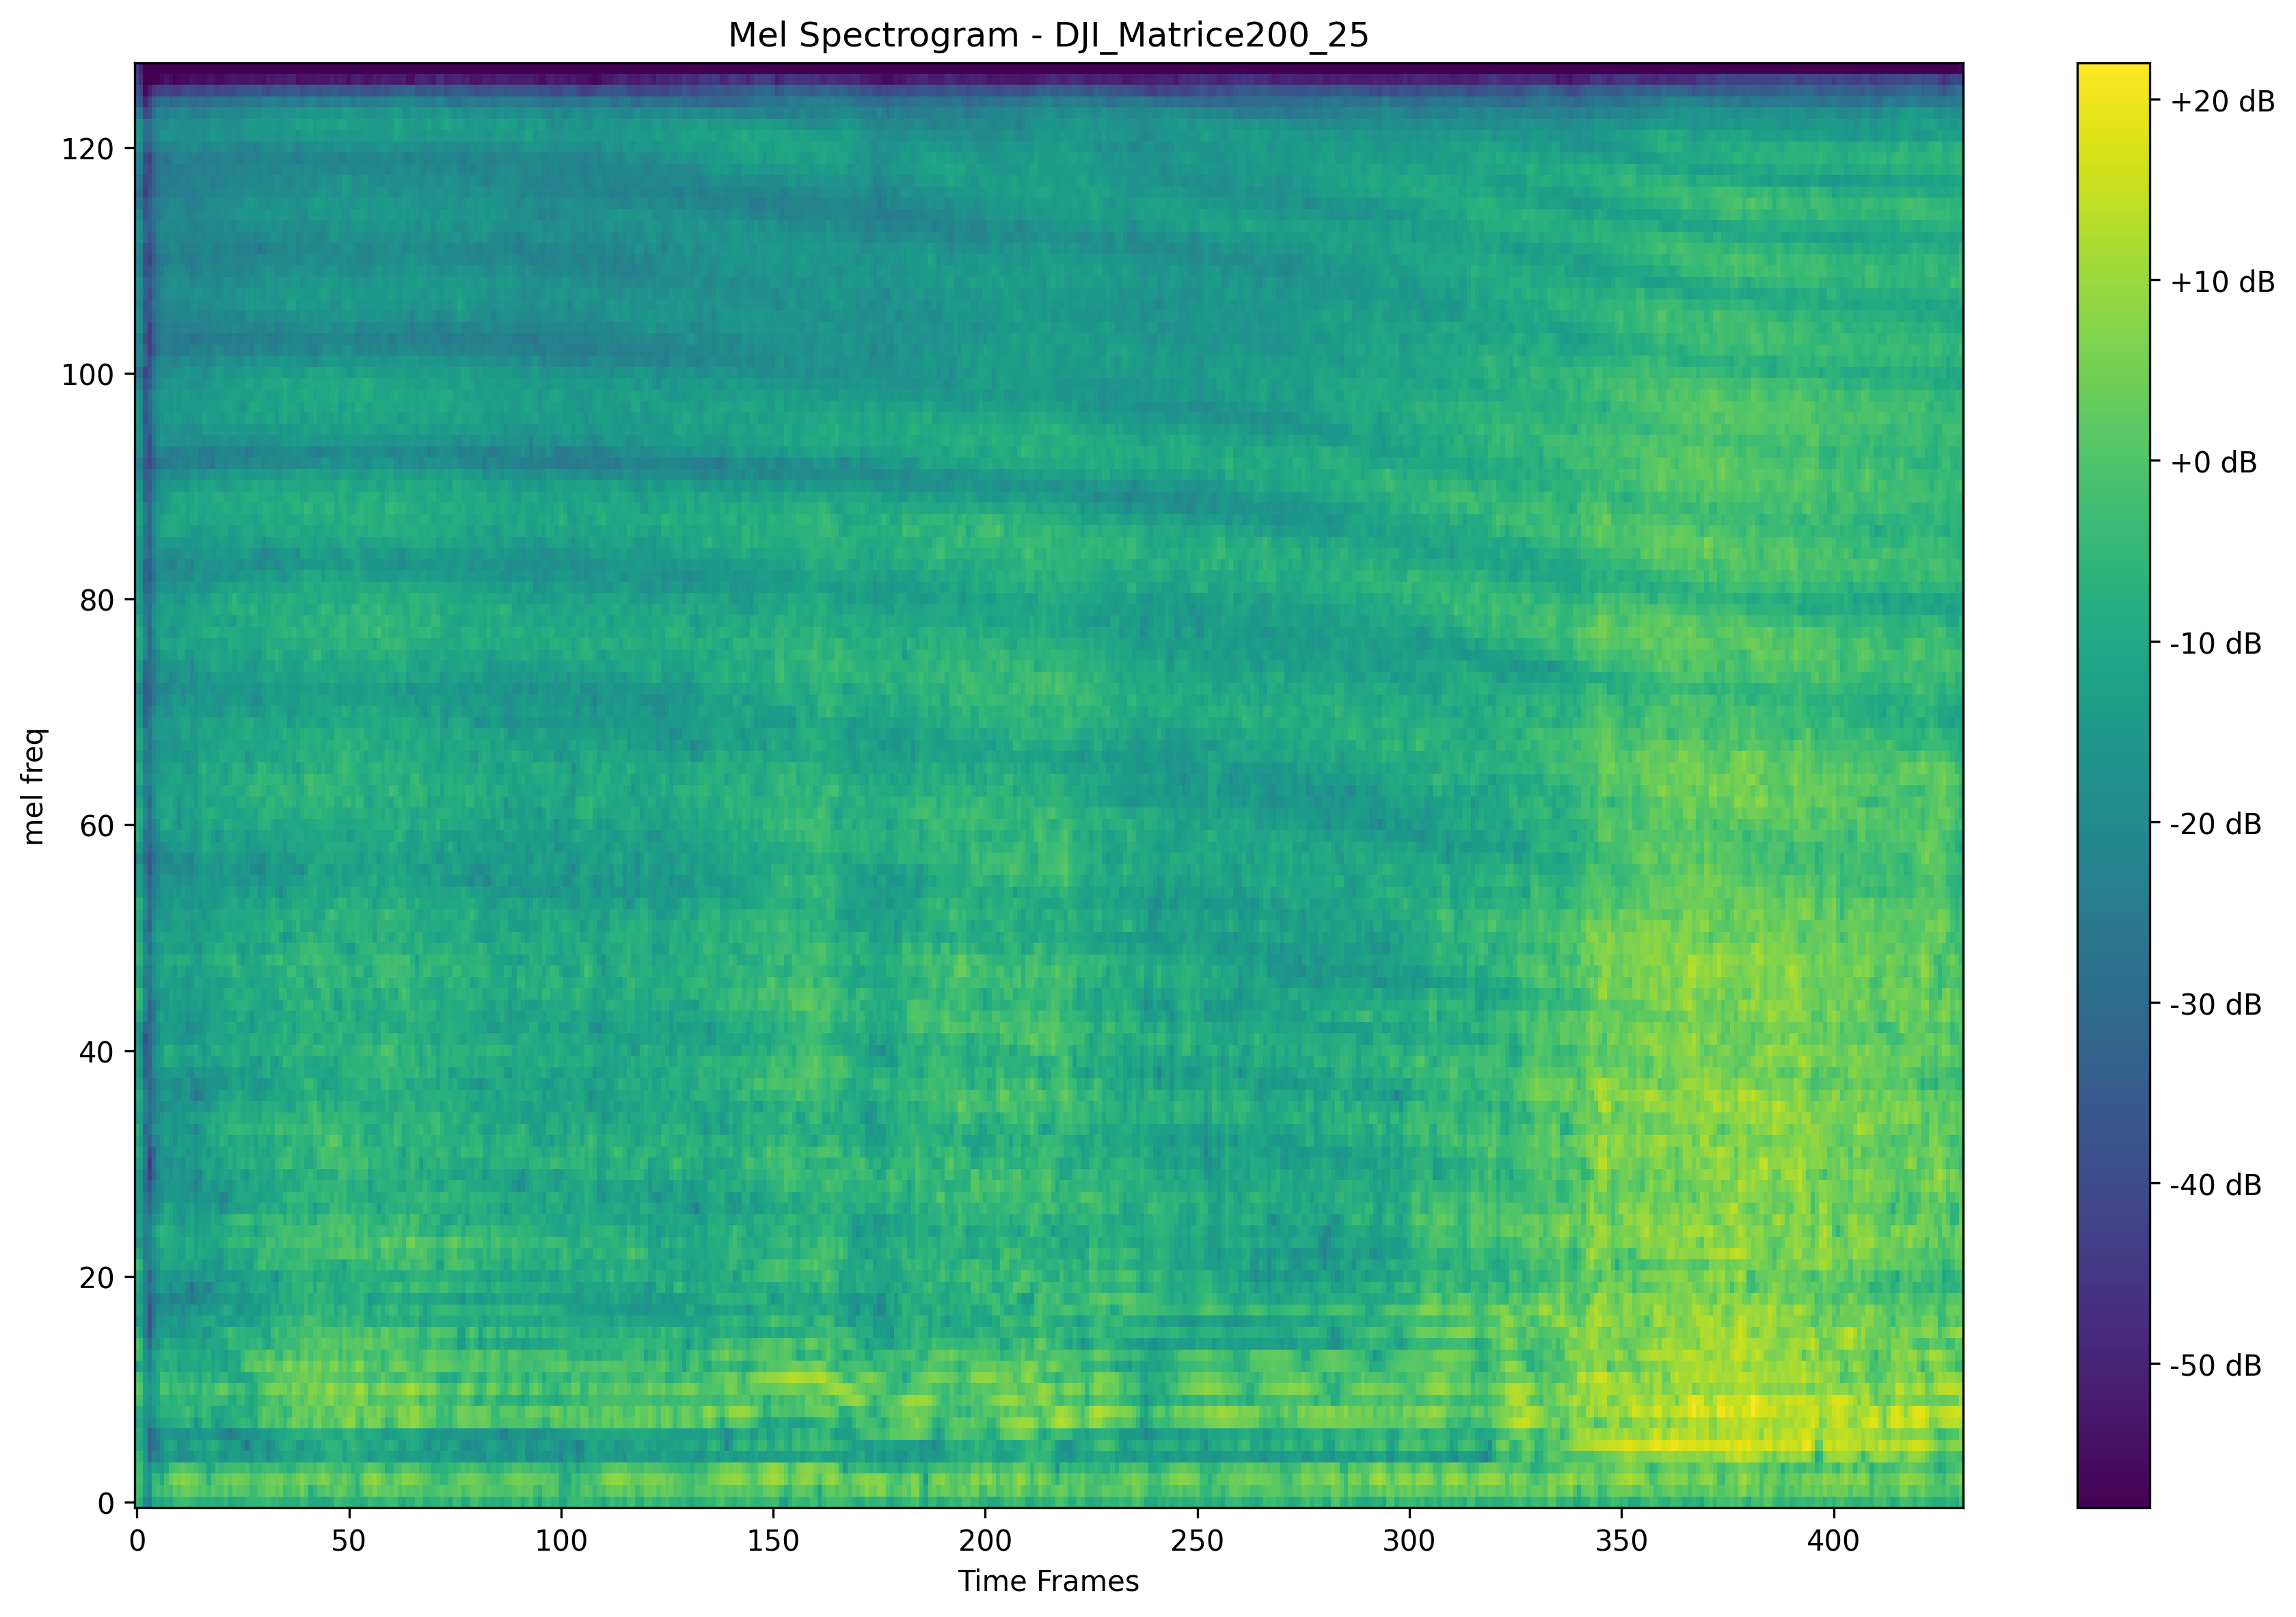 Mel Spectrogram - DJI_Matrice200_25
mel freq
120
100
80
60
40
20
0
0 50 100 150 200 250 300 350 400
Time Frames
+20 dB
+10 dB
+0 dB
-10 dB
-20 dB
-30 dB
-40 dB
-50 dB